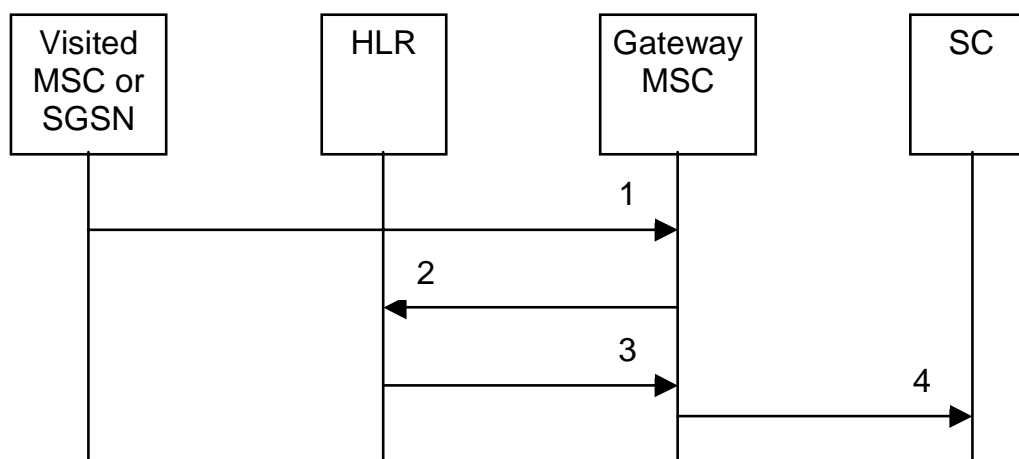 Visited
MSC or
SGSN
HLR
Gateway
MSC
SC
1
2
3
4